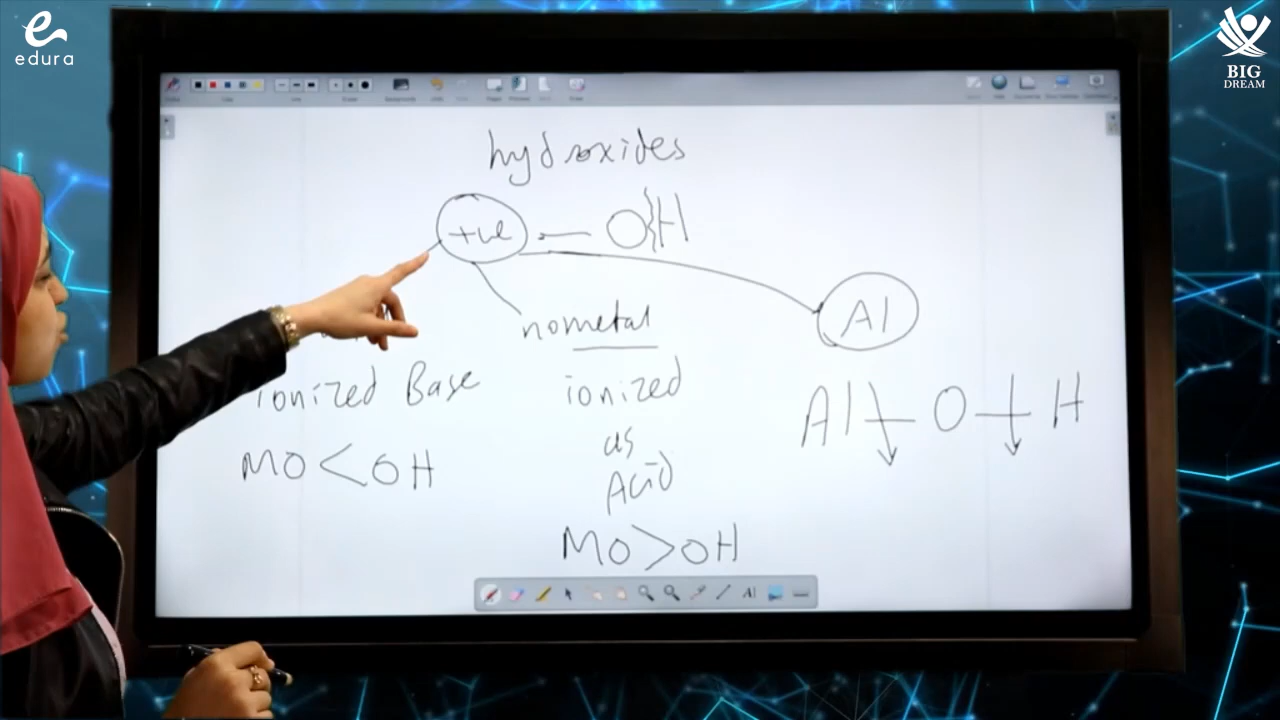 edura
BIG
DREAM
hydroxides
+ve — OH
Al
nometal
ionized Base
ionized
as
Acid
MO < OH
MO > OH
Al — O — H